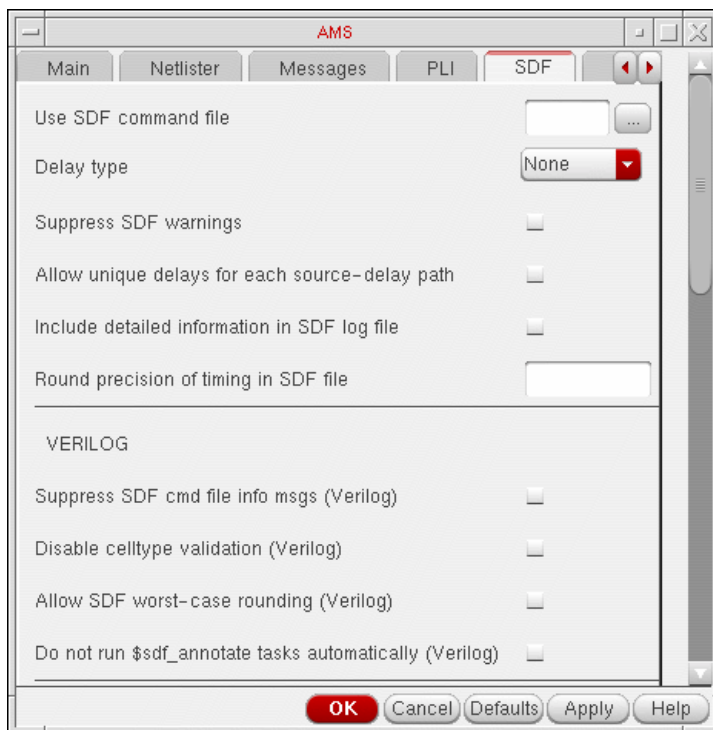 AMS
Main Netlister Messages PLI SDF
Use SDF command file ...
Delay type None
Suppress SDF warnings
Allow unique delays for each source-delay path
Include detailed information in SDF log file
Round precision of timing in SDF file
VERILOG
Suppress SDF cmd file info msgs (Verilog)
Disable celltype validation (Verilog)
Allow SDF worst-case rounding (Verilog)
Do not run $sdf_annotate tasks automatically (Verilog)
OK Cancel Defaults Apply Help